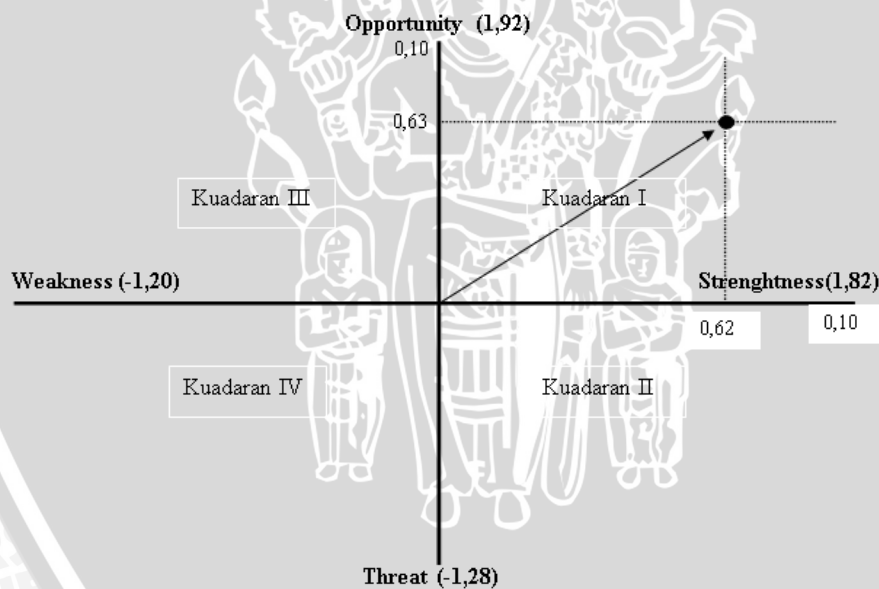 Opportunity (1,92)
0,10
0,63
Kuadaran III
Kuadaran I
Weakness (-1,20)
Strenghtness(1,82)
0,62
0,10
Kuadaran IV
Kuadaran II
Threat (-1,28)